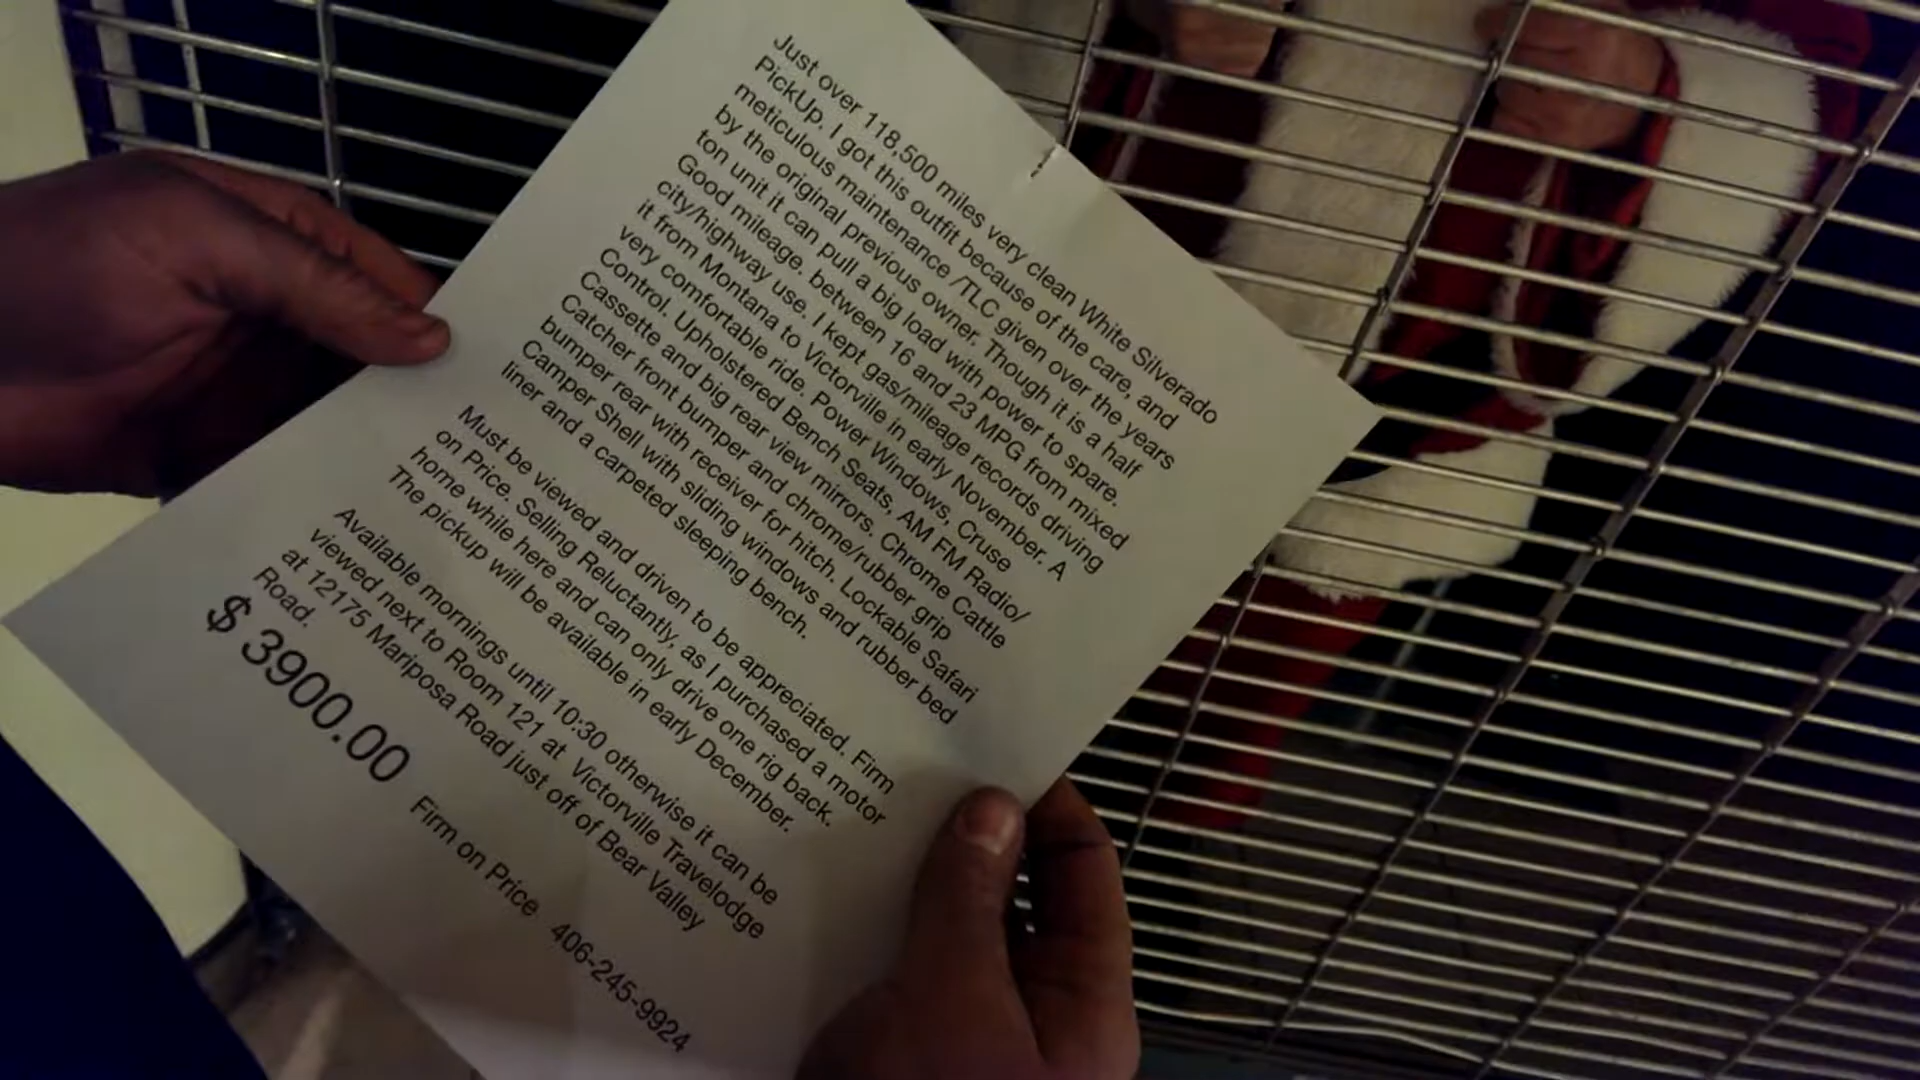 Just over 118,500 miles very clean White Silverado
PickUp. I got this outfit because of the care, and
meticulous maintenance /TLC given over the years
by the original previous owner. Though it is a half
ton unit it can pull a big load with power to spare.
Good mileage, between 16 and 23 MPG from mixed
city/highway use. I kept gas/mileage records driving
it from Montana to Victorville in early November. A
very comfortable ride. Power Windows, Cruse
Control. Upholstered Bench Seats, AM FM Radio/
Cassette and big rear view mirrors. Chrome Cattle
Catcher front bumper and chrome/rubber grip
bumper rear with receiver for hitch. Lockable Safari
Camper Shell with sliding windows and rubber bed
liner and a carpeted sleeping bench.
Must be viewed and driven to be appreciated. Firm
on Price. Selling Reluctantly, as I purchased a motor
home while here and can only drive one rig back.
The pickup will be available in early December.
Available mornings until 10:30 otherwise it can be
viewed next to Room 121 at Victorville Travelodge
at 12175 Mariposa Road just off of Bear Valley
Road.
$ 3900.00 Firm on Price 406-245-9924